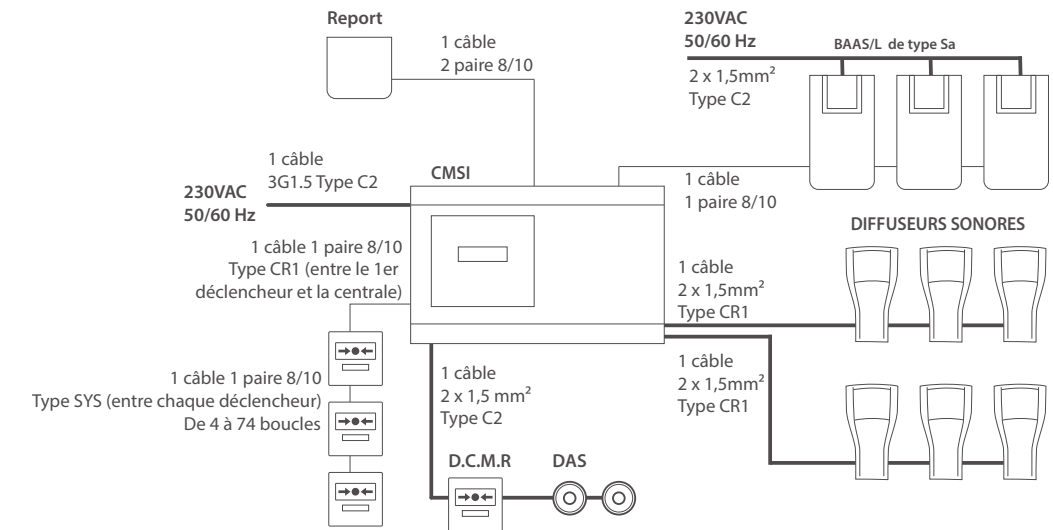 Report
1 câble
2 paire 8/10
230VAC
50/60 Hz
BAAS/L de type Sa
2 x 1,5mm²
Type C2
1 câble
3G1.5 Type C2
230VAC
50/60 Hz
CMSI
1 câble
1 paire 8/10
DIFFUSEURS SONORES
1 câble 1 paire 8/10
Type CR1 (entre le 1er
déclencheur et la centrale)
1 câble
2 x 1,5mm²
Type CR1
1 câble
2 x 1,5mm²
Type CR1
1 câble 1 paire 8/10
Type SYS (entre chaque déclencheur)
De 4 à 74 boucles
1 câble
2 x 1,5 mm²
Type C2
D.C.M.R
DAS